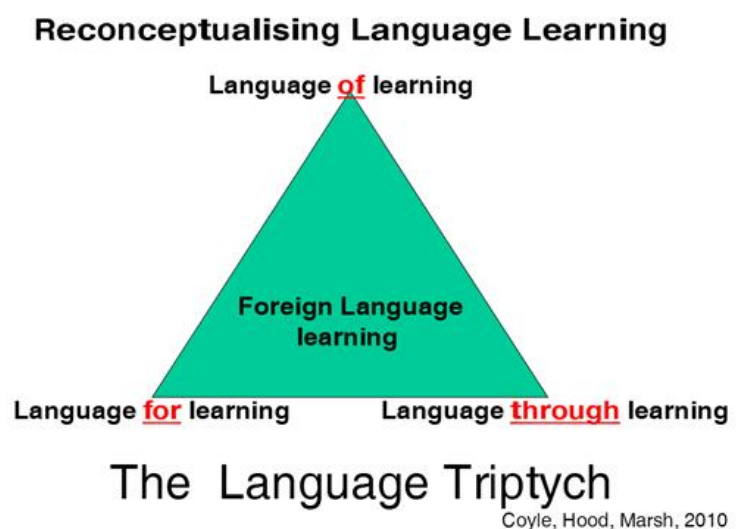 Reconceptualising Language Learning
Language of learning
Foreign Language
learning
Language for learning
Language through learning
The Language Triptych
Coyle, Hood, Marsh, 2010